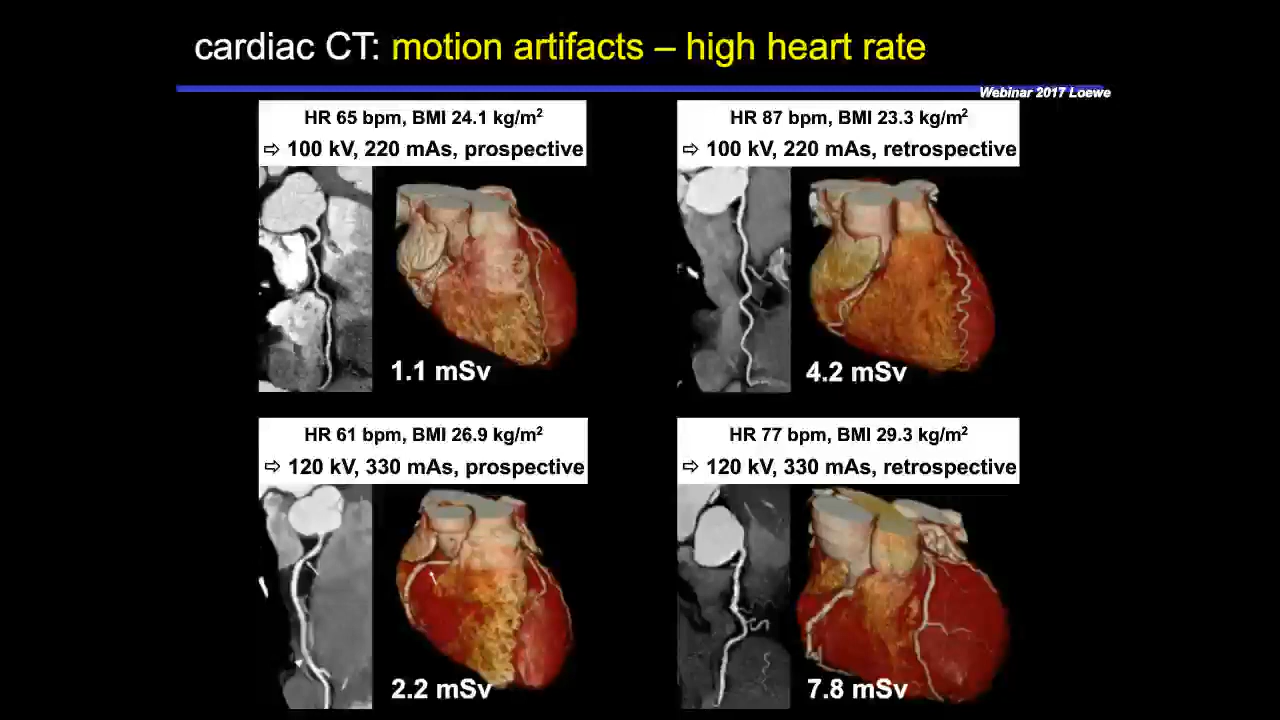 cardiac CT: motion artifacts – high heart rate
Webinar 2017 Loewe
HR 65 bpm, BMI 24.1 kg/m²
⇨ 100 kV, 220 mAs, prospective
1.1 mSv
HR 87 bpm, BMI 23.3 kg/m²
⇨ 100 kV, 220 mAs, retrospective
4.2 mSv
HR 61 bpm, BMI 26.9 kg/m²
⇨ 120 kV, 330 mAs, prospective
2.2 mSv
HR 77 bpm, BMI 29.3 kg/m²
⇨ 120 kV, 330 mAs, retrospective
7.8 mSv